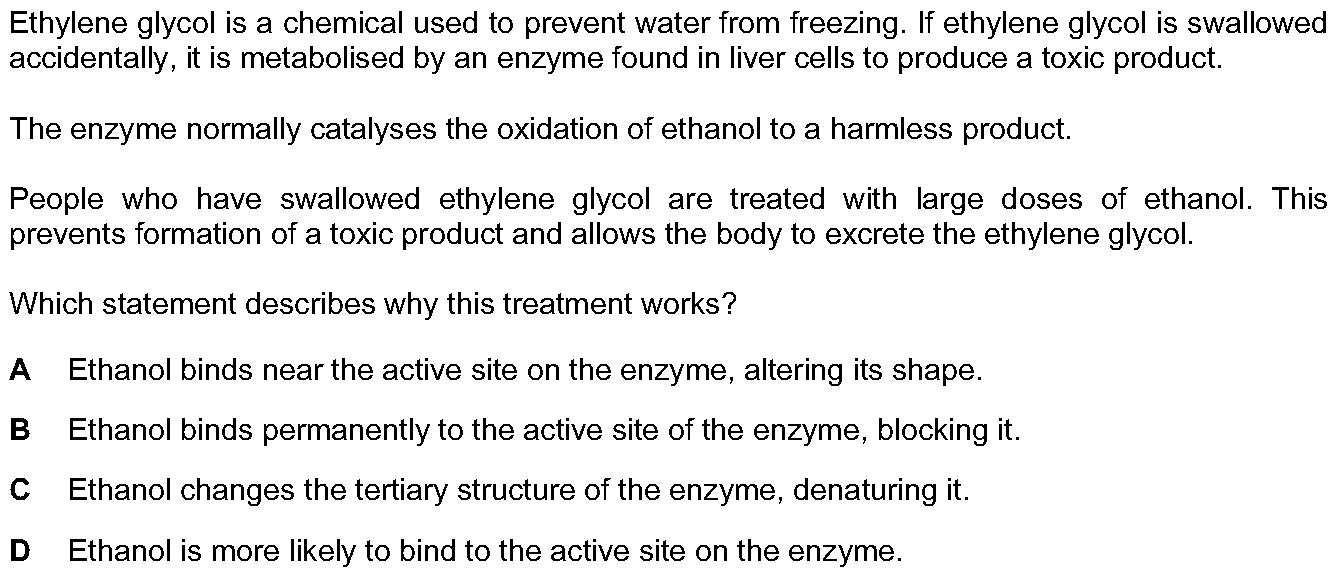 Ethylene glycol is a chemical used to prevent water from freezing. If ethylene glycol is swallowed
accidentally, it is metabolised by an enzyme found in liver cells to produce a toxic product.
The enzyme normally catalyses the oxidation of ethanol to a harmless product.
People who have swallowed ethylene glycol are treated with large doses of ethanol. This
prevents formation of a toxic product and allows the body to excrete the ethylene glycol.
Which statement describes why this treatment works?
A Ethanol binds near the active site on the enzyme, altering its shape.
B Ethanol binds permanently to the active site of the enzyme, blocking it.
C Ethanol changes the tertiary structure of the enzyme, denaturing it.
D Ethanol is more likely to bind to the active site on the enzyme.